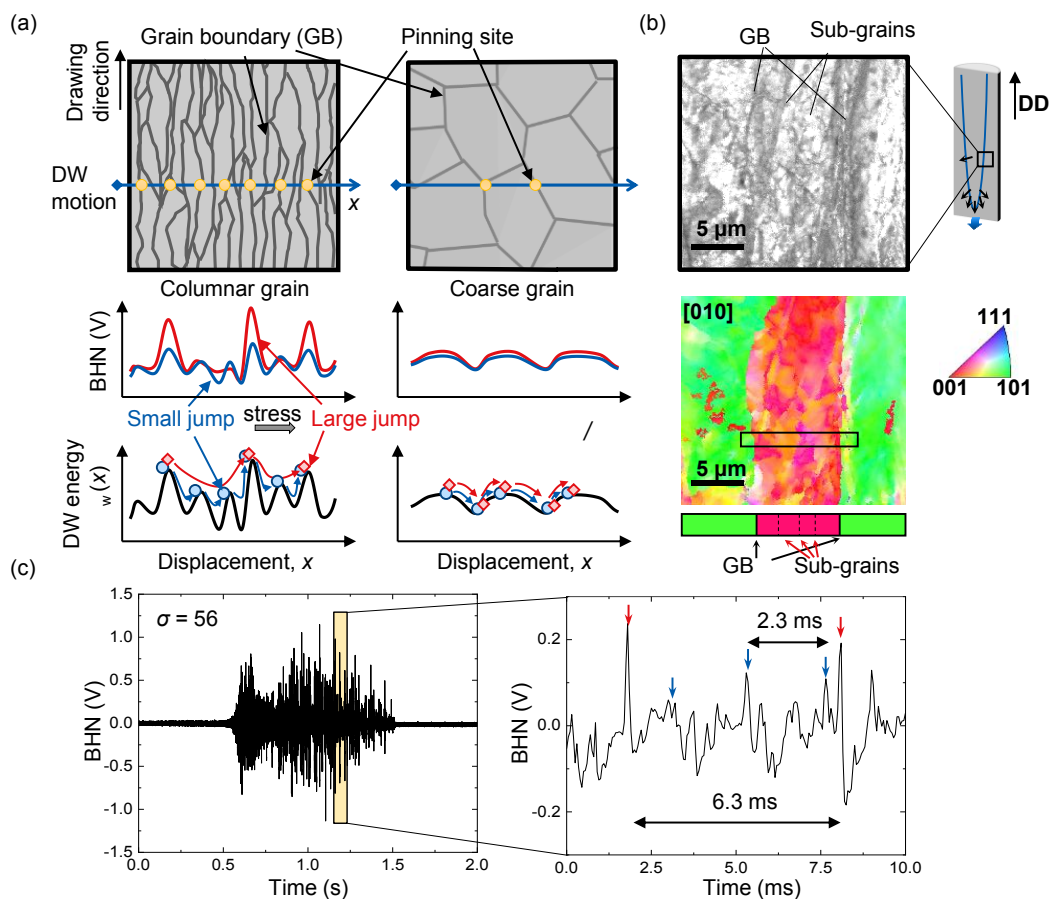 (a)
Grain boundary (GB)
Pinning site
Drawing
direction
DW
motion
x
Columnar grain
Coarse grain
BHN (V)
Small jump
stress
Large jump
/
DW energy
w(x)
Displacement, x
Displacement, x
(b)
GB
Sub-grains
DD
5 µm
[010]
111
001
101
5 µm
GB
Sub-grains
(c)
σ = 56
BHN (V)
1.5
1.0
0.5
0.0
-0.5
-1.0
-1.5
0.0
0.5
1.0
1.5
2.0
Time (s)
2.3 ms
6.3 ms
BHN (V)
0.2
0.0
-0.2
0.0
2.5
5.0
7.5
10.0
Time (ms)